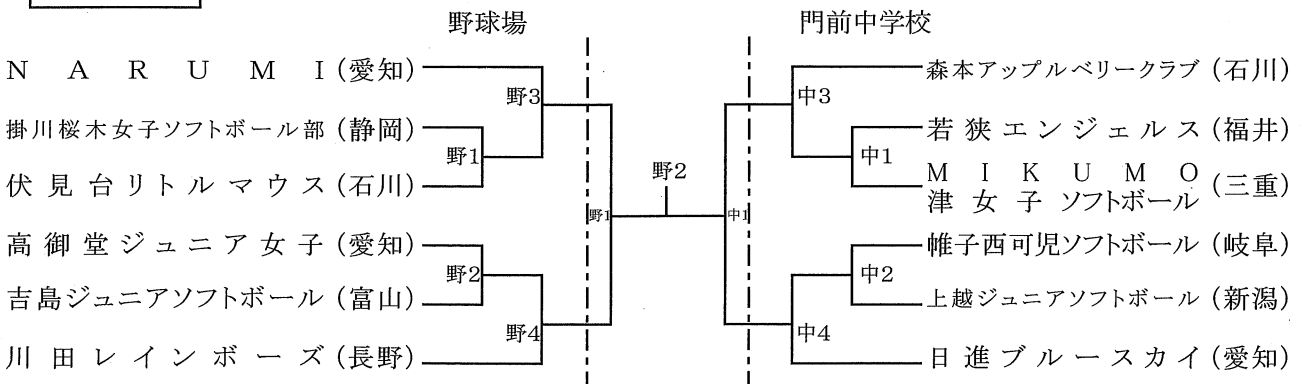 野球場 門前中学校
NARUMI(愛知) 森本アップルベリークラブ(石川)
野3 中3
掛川桜木女子ソフトボール部(静岡) 若狭エンジェルス(福井)
野1 中1
伏見台リトルマウス(石川) MIKUMO
津女子ソフトボール(三重)
野2
野1 中1
高御堂ジュニア女子(愛知) 帷子西可児ソフトボール(岐阜)
野2 中2
吉島ジュニアソフトボール(富山) 上越ジュニアソフトボール(新潟)
野4 中4
川田レインボーズ(長野) 日進ブルースカイ(愛知)